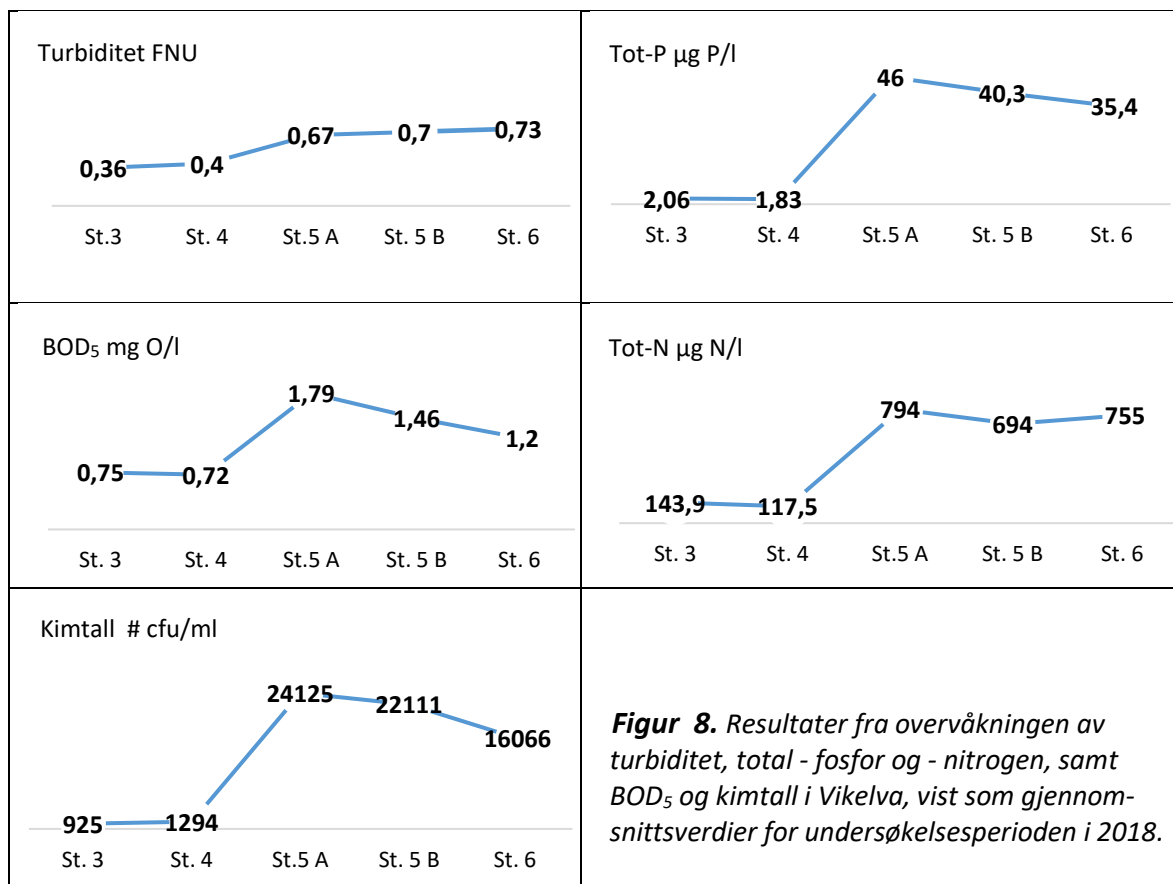 Turbiditet FNU
0,36 0,4 0,67 0,7 0,73
St.3 St. 4 St.5 A St. 5 B St. 6
Tot-P µg P/l
2,06 1,83 46 40,3 35,4
St. 3 St. 4 St.5 A St. 5 B St. 6
BOD₅ mg O/l
0,75 0,72 1,79 1,46 1,2
St. 3 St. 4 St.5 A St. 5 B St. 6
Tot-N µg N/l
143,9 117,5 794 694 755
St. 3 St. 4 St.5 A St. 5 B St. 6
Kimtall # cfu/ml
925 1294 24125 22111 16066
St. 3 St. 4 St.5 A St. 5 B St. 6
Figur 8. Resultater fra overvåkningen av
turbiditet, total - fosfor og - nitrogen, samt
BOD₅ og kimtall i Vikelva, vist som gjennom-
snittsverdier for undersøkelsesperioden i 2018.